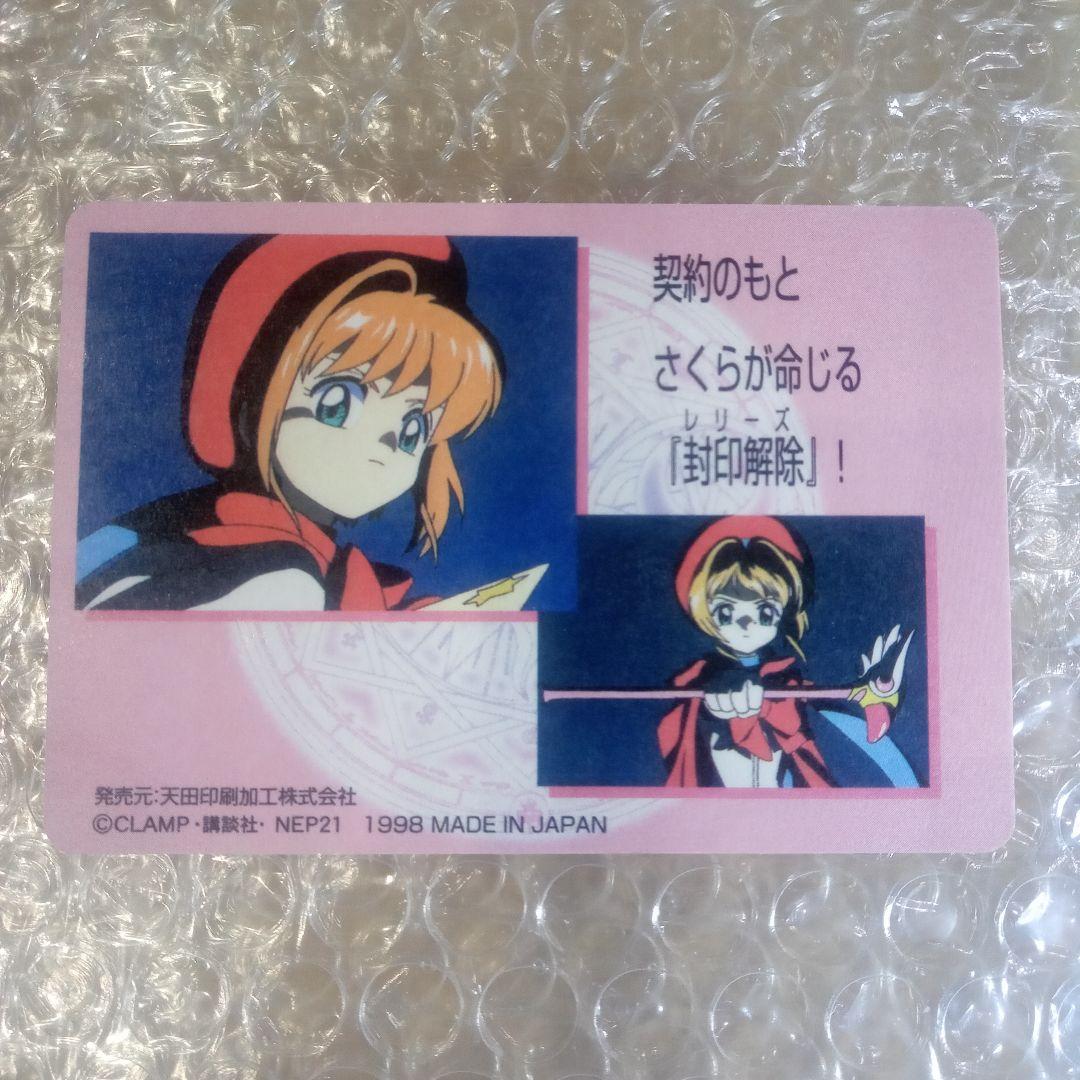 契約のもと
さくらが命じる
レリーズ
『封印解除』！
発売元:天田印刷加工株式会社
©CLAMP・講談社・ NEP21 1998 MADE IN JAPAN